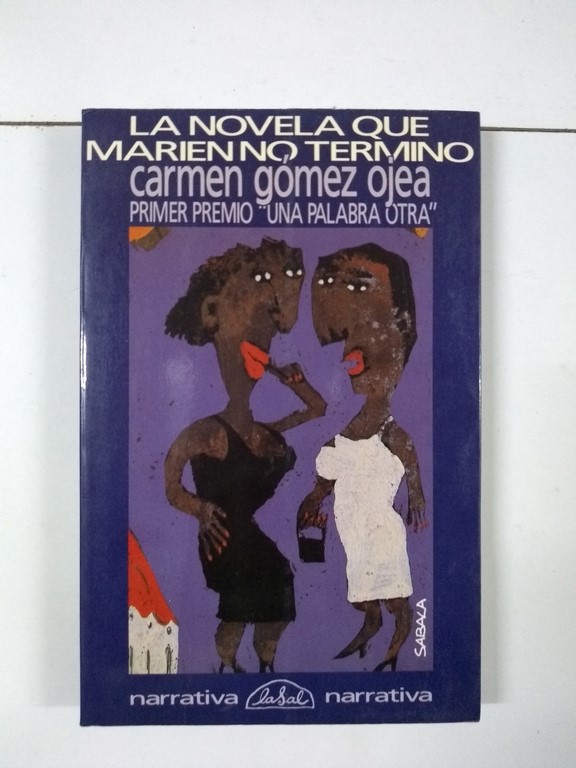 LA NOVELA QUE
MARIEN NO TERMINO
carmen gómez ojea
PRIMER PREMIO "UNA PALABRA OTRA"
SABALA
narrativa laSal narrativa